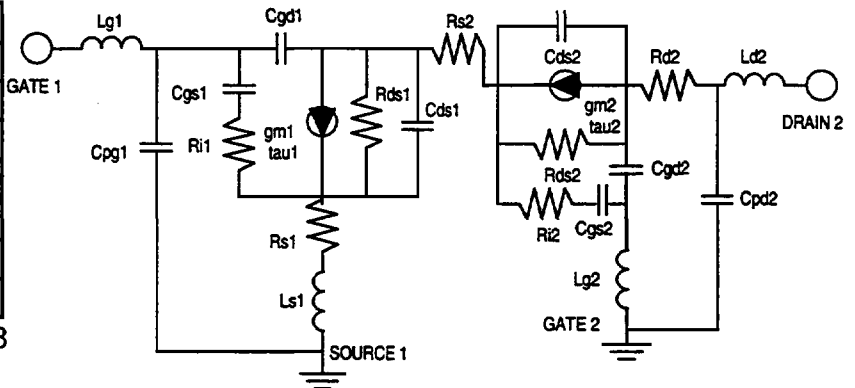 Lg1
Cgd1
Rs2
Cds2
Rd2
Ld2
GATE 1
Cgs1
Rds1
Cds1
gm2
tau2
DRAIN 2
Cpg1
Ri1
gm1
tau1
Rds2
Cgd2
Cpd2
Ri2
Cgs2
Rs1
Lg2
Ls1
GATE 2
SOURCE 1
3